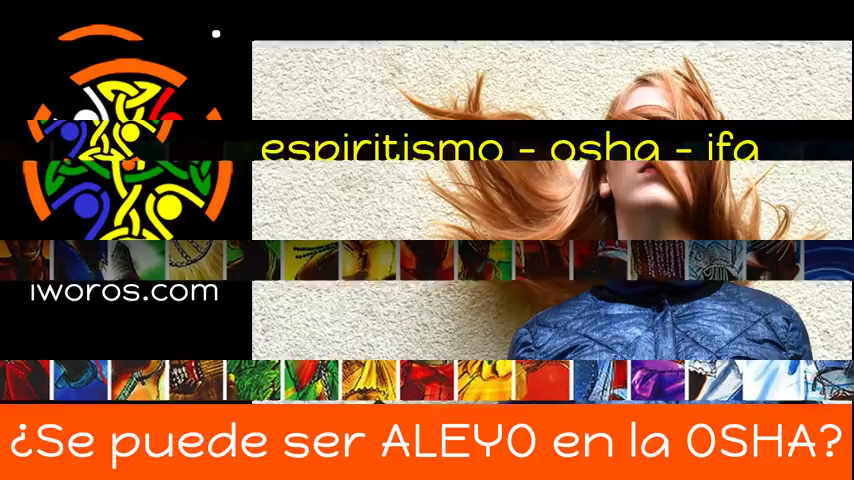 espiritismo - osha - ifa
iworos.com
¿Se puede ser ALEYO en la OSHA?